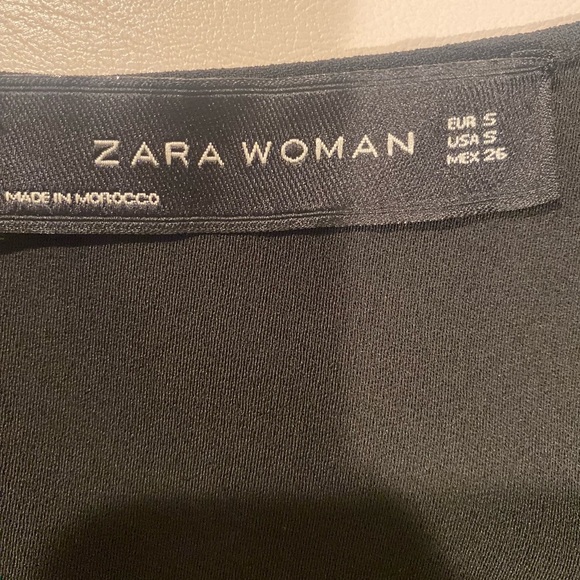 ZARA WOMAN
EUR S
USA S
MEX 26
MADE IN MOROCCO